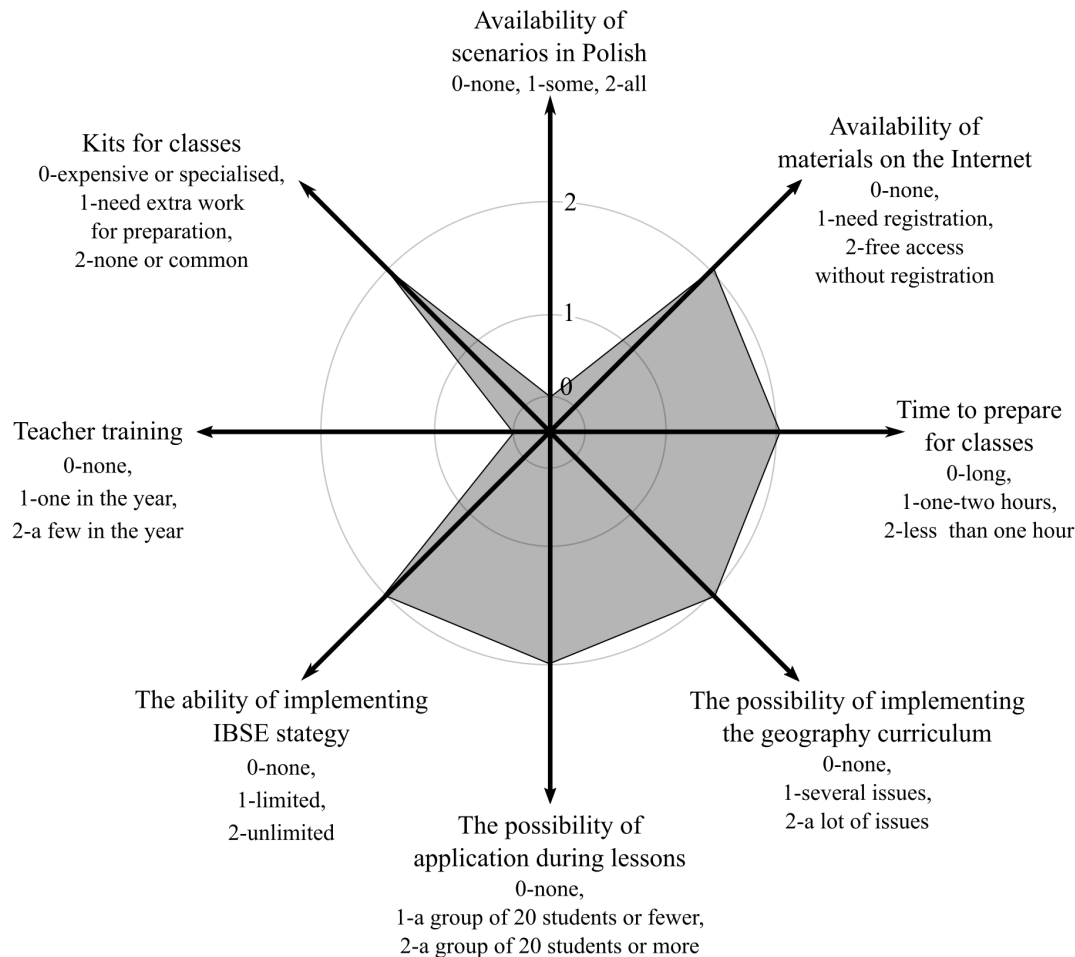 Availability of
scenarios in Polish
0-none, 1-some, 2-all
Kits for classes
0-expensive or specialised,
1-need extra work
for preparation,
2-none or common
Availability of
materials on the Internet
0-none,
1-need registration,
2-free access
without registration
2
1
0
Teacher training
0-none,
1-one in the year,
2-a few in the year
Time to prepare
for classes
0-long,
1-one-two hours,
2-less than one hour
The ability of implementing
IBSE stategy
0-none,
1-limited,
2-unlimited
The possibility of implementing
the geography curriculum
0-none,
1-several issues,
2-a lot of issues
The possibility of
application during lessons
0-none,
1-a group of 20 students or fewer,
2-a group of 20 students or more